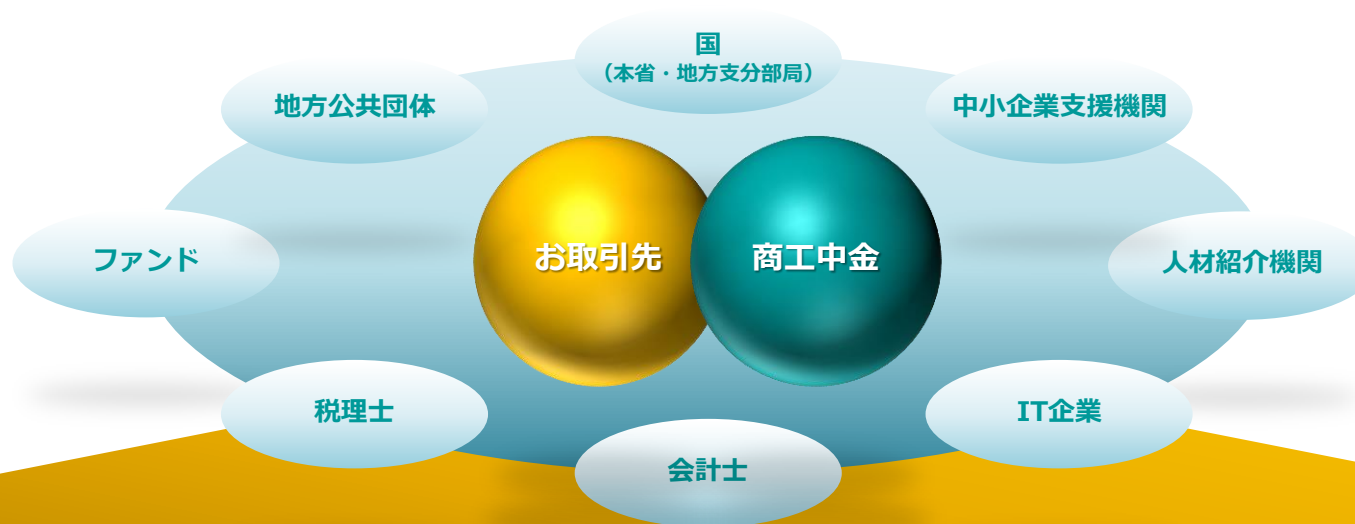 国
（本省・地方支分部局）
地方公共団体
中小企業支援機関
お取引先
商工中金
ファンド
人材紹介機関
税理士
IT企業
会計士